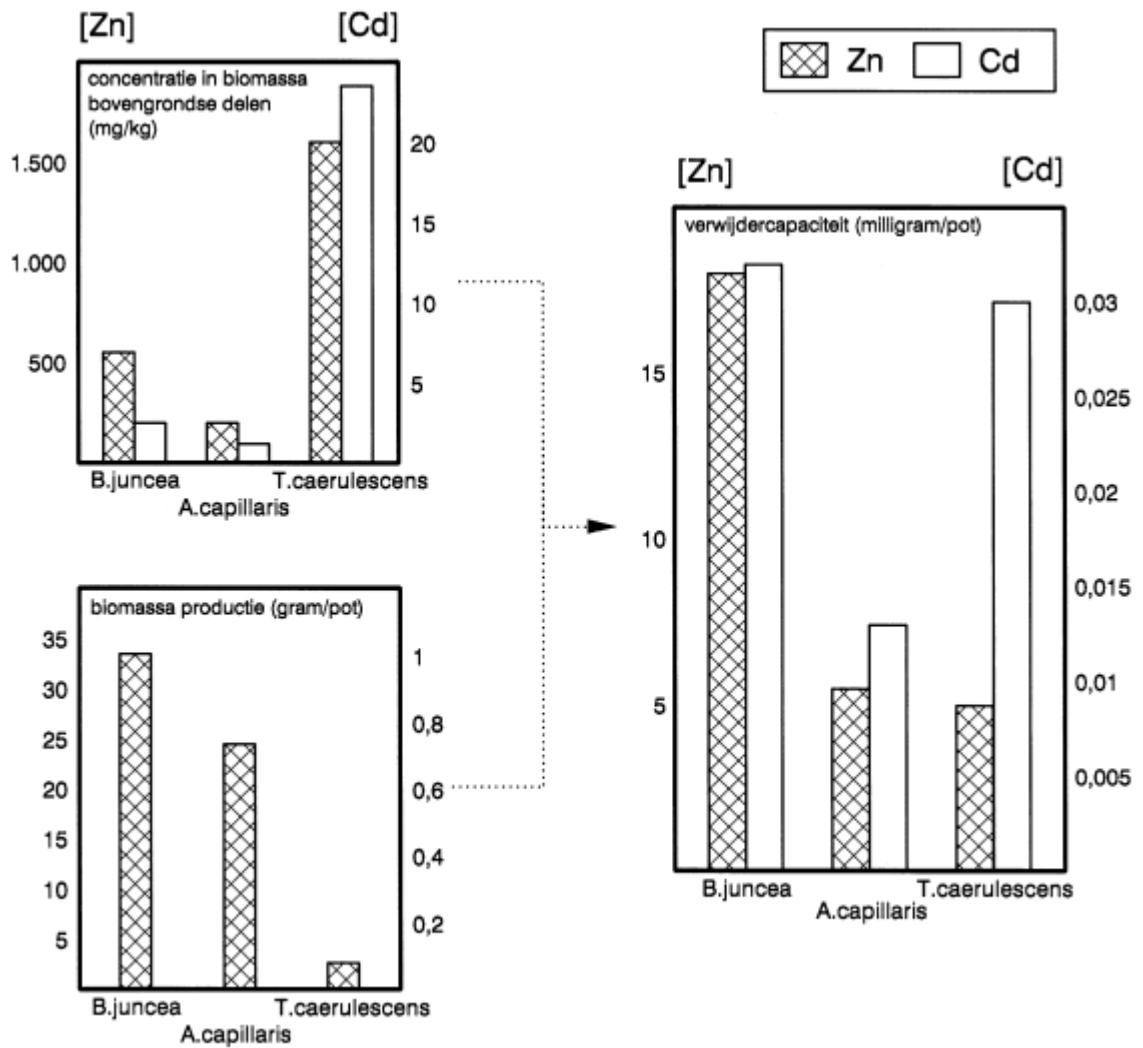 [Zn] [Cd]
concentratie in biomassa
bovengrondse delen
(mg/kg)
1.500
1.000
500
20
15
10
5
B.juncea T.caerulescens
A.capillaris
biomassa productie (gram/pot)
35
30
25
20
15
10
5
1
0,8
0,6
0,4
0,2
B.juncea T.caerulescens
A.capillaris
Zn Cd
[Zn] [Cd]
verwijdercapaciteit (milligram/pot)
15
10
5
0,03
0,025
0,02
0,015
0,01
0,005
B.juncea T.caerulescens
A.capillaris